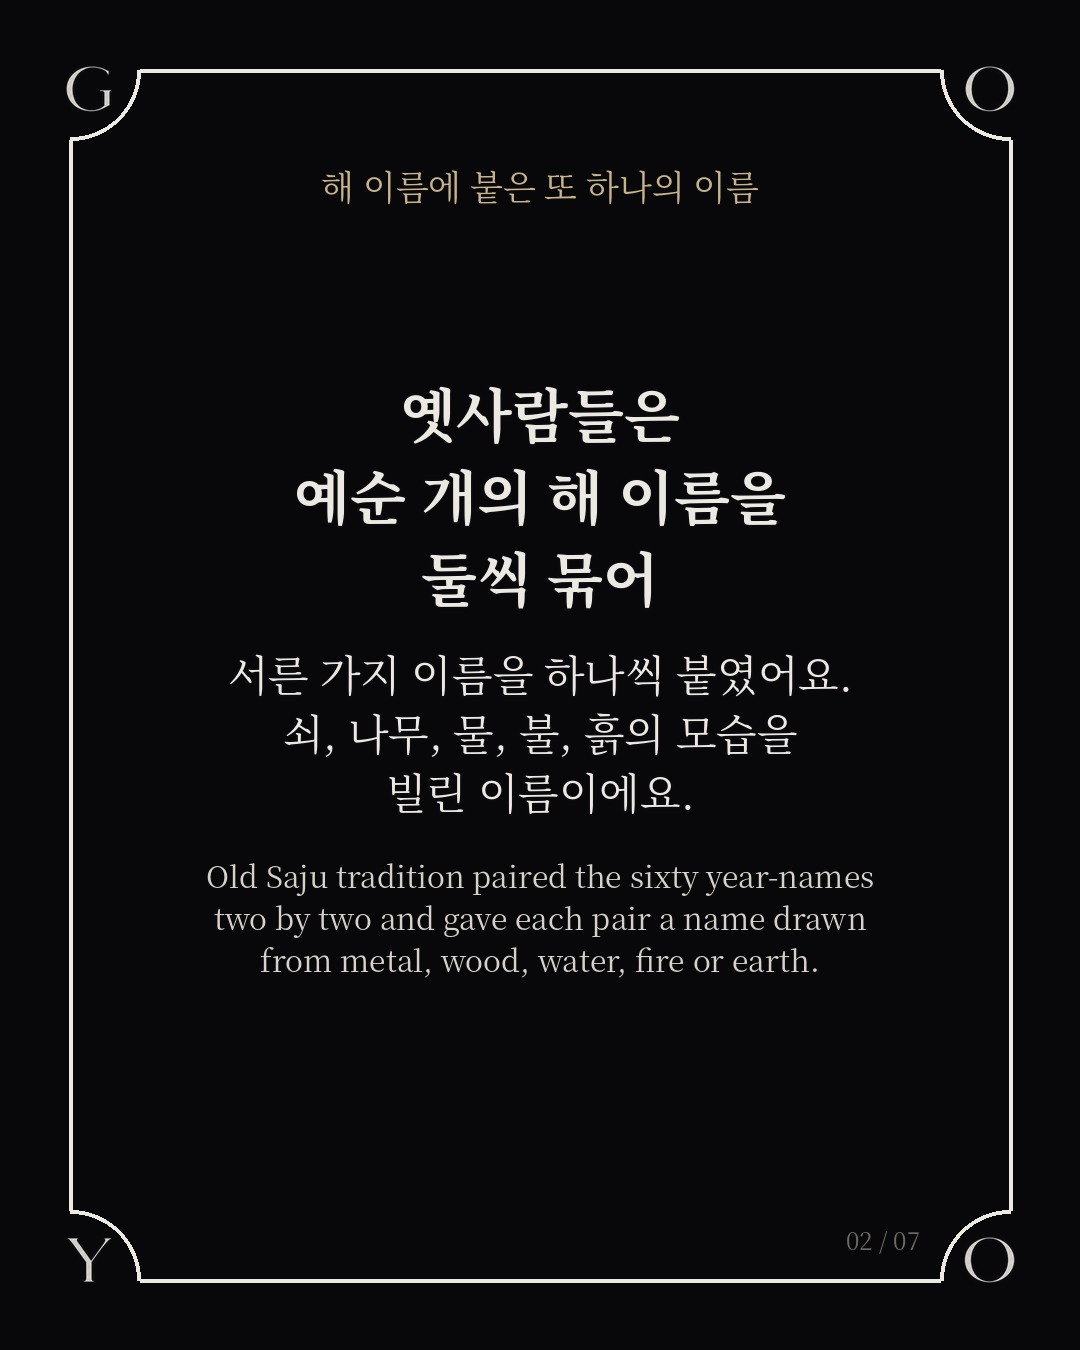 G O
해 이름에 붙은 또 하나의 이름
옛사람들은
예순 개의 해 이름을
둘씩 묶어
서른 가지 이름을 하나씩 붙였어요.
쇠, 나무, 물, 불, 흙의 모습을
빌린 이름이에요.
Old Saju tradition paired the sixty year-names
two by two and gave each pair a name drawn
from metal, wood, water, fire or earth.
02 / 07
Y O